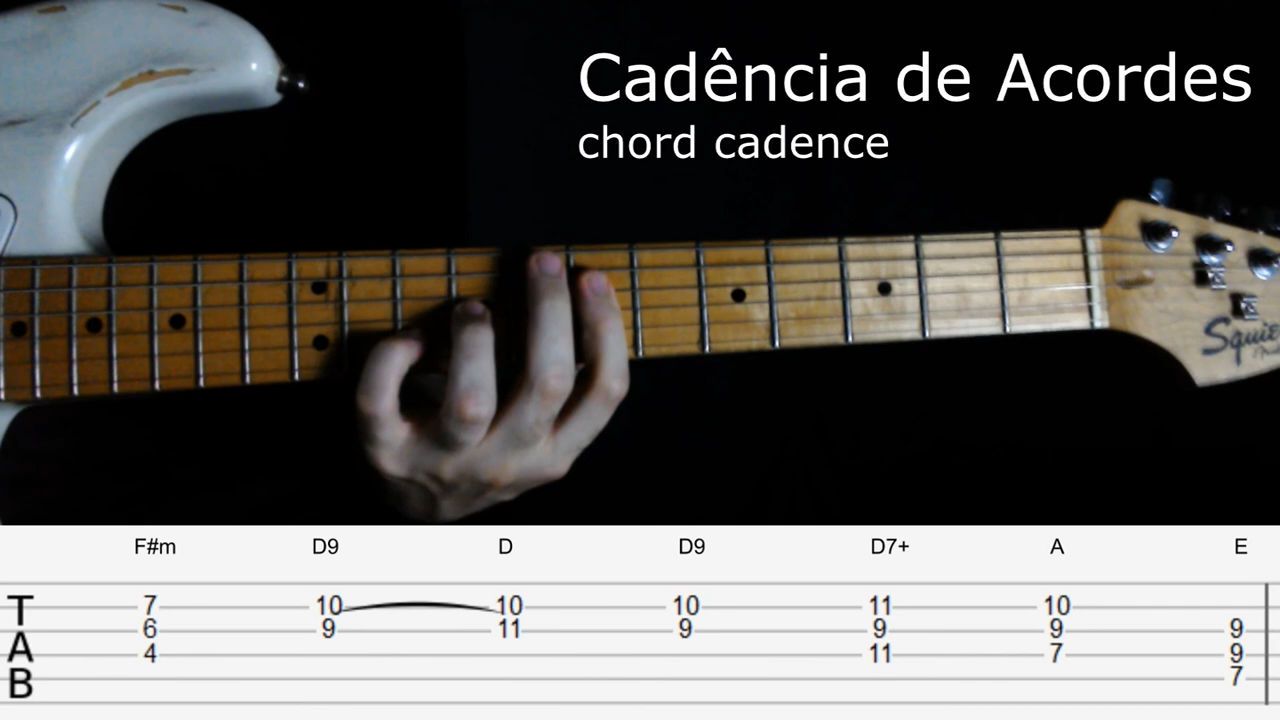 Cadência de Acordes
chord cadence
Squie
F#m D9 D D9 D7+ A E
T 7 10 10 10 11 10
A 6 9 11 9 9 9 9
B 4 11 7 9
7